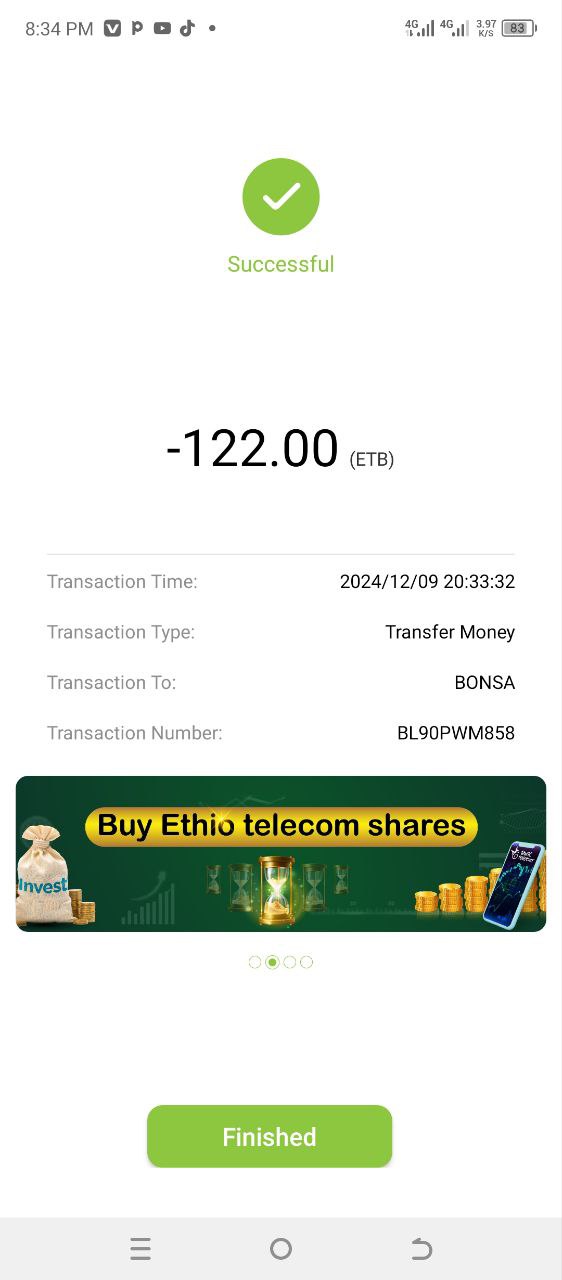 8:34 PM
4G 4G 3.97 K/S 83
Successful
-122.00 (ETB)
Transaction Time: 2024/12/09 20:33:32
Transaction Type: Transfer Money
Transaction To: BONSA
Transaction Number: BL90PWM858
Buy Ethio telecom shares
Invest
Finished